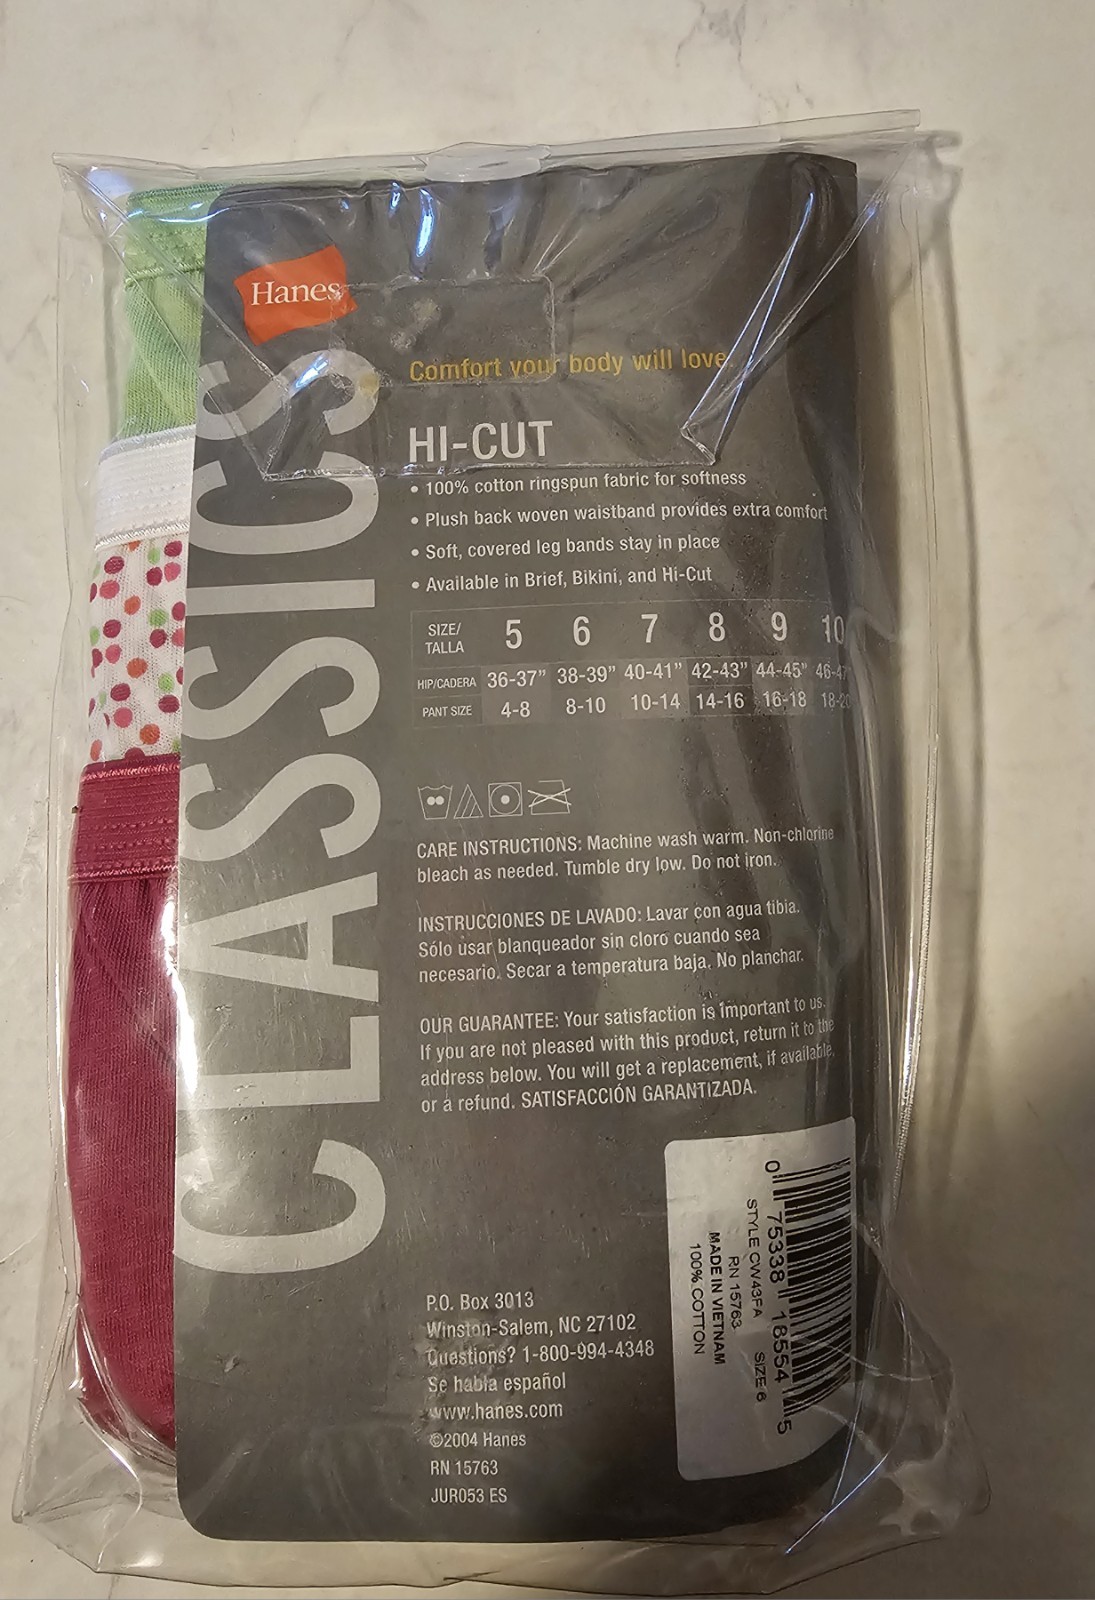 Hanes
CLASSICS
Comfort your body will love.
HI-CUT
• 100% cotton ringspun fabric for softness
• Plush back woven waistband provides extra comfort
• Soft, covered leg bands stay in place
• Available in Brief, Bikini, and Hi-Cut
SIZE/ TALLA 5 6 7 8 9 10
HIP/CADERA 36-37" 38-39" 40-41" 42-43" 44-45" 46-47
PANT SIZE 4-8 8-10 10-14 14-16 16-18 18-20
CARE INSTRUCTIONS: Machine wash warm. Non-chlorine
bleach as needed. Tumble dry low. Do not iron.
INSTRUCCIONES DE LAVADO: Lavar con agua tibia.
Sólo usar blanqueador sin cloro cuando sea
necesario. Secar a temperatura baja. No planchar.
OUR GUARANTEE: Your satisfaction is important to us.
If you are not pleased with this product, return it to the
address below. You will get a replacement, if available,
or a refund. SATISFACCIÓN GARANTIZADA.
P.O. Box 3013
Winston-Salem, NC 27102
Questions? 1-800-994-4348
Se habla español
www.hanes.com
©2004 Hanes
RN 15763
JUR053 ES
0 75338 18554 5
STYLE CW43FA SIZE 6
RN 15763
MADE IN VIETNAM
100% COTTON